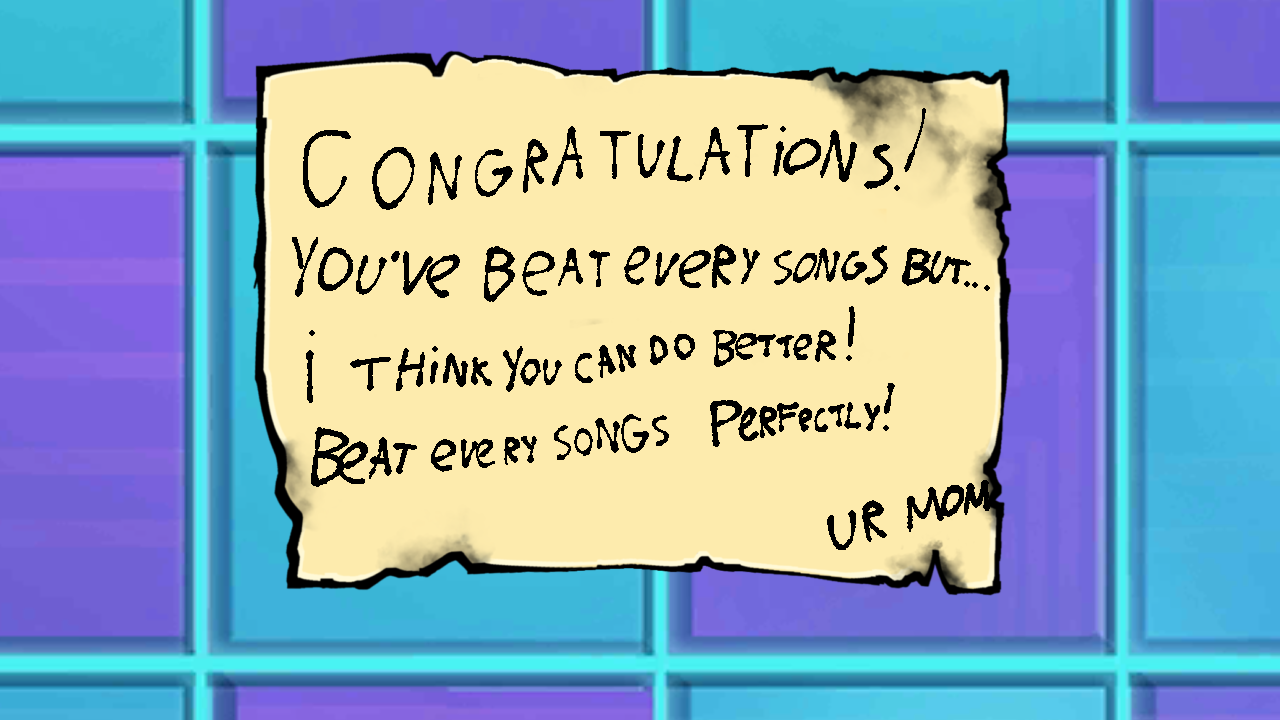 CONGRATULATiONS!
YOU'Ve BeAT eveRY SONGS BUT...
i THiNK YOU CAN DO BeTTER!
BeAT eveRY SONGS PeRFeCTLY!
UR MOM